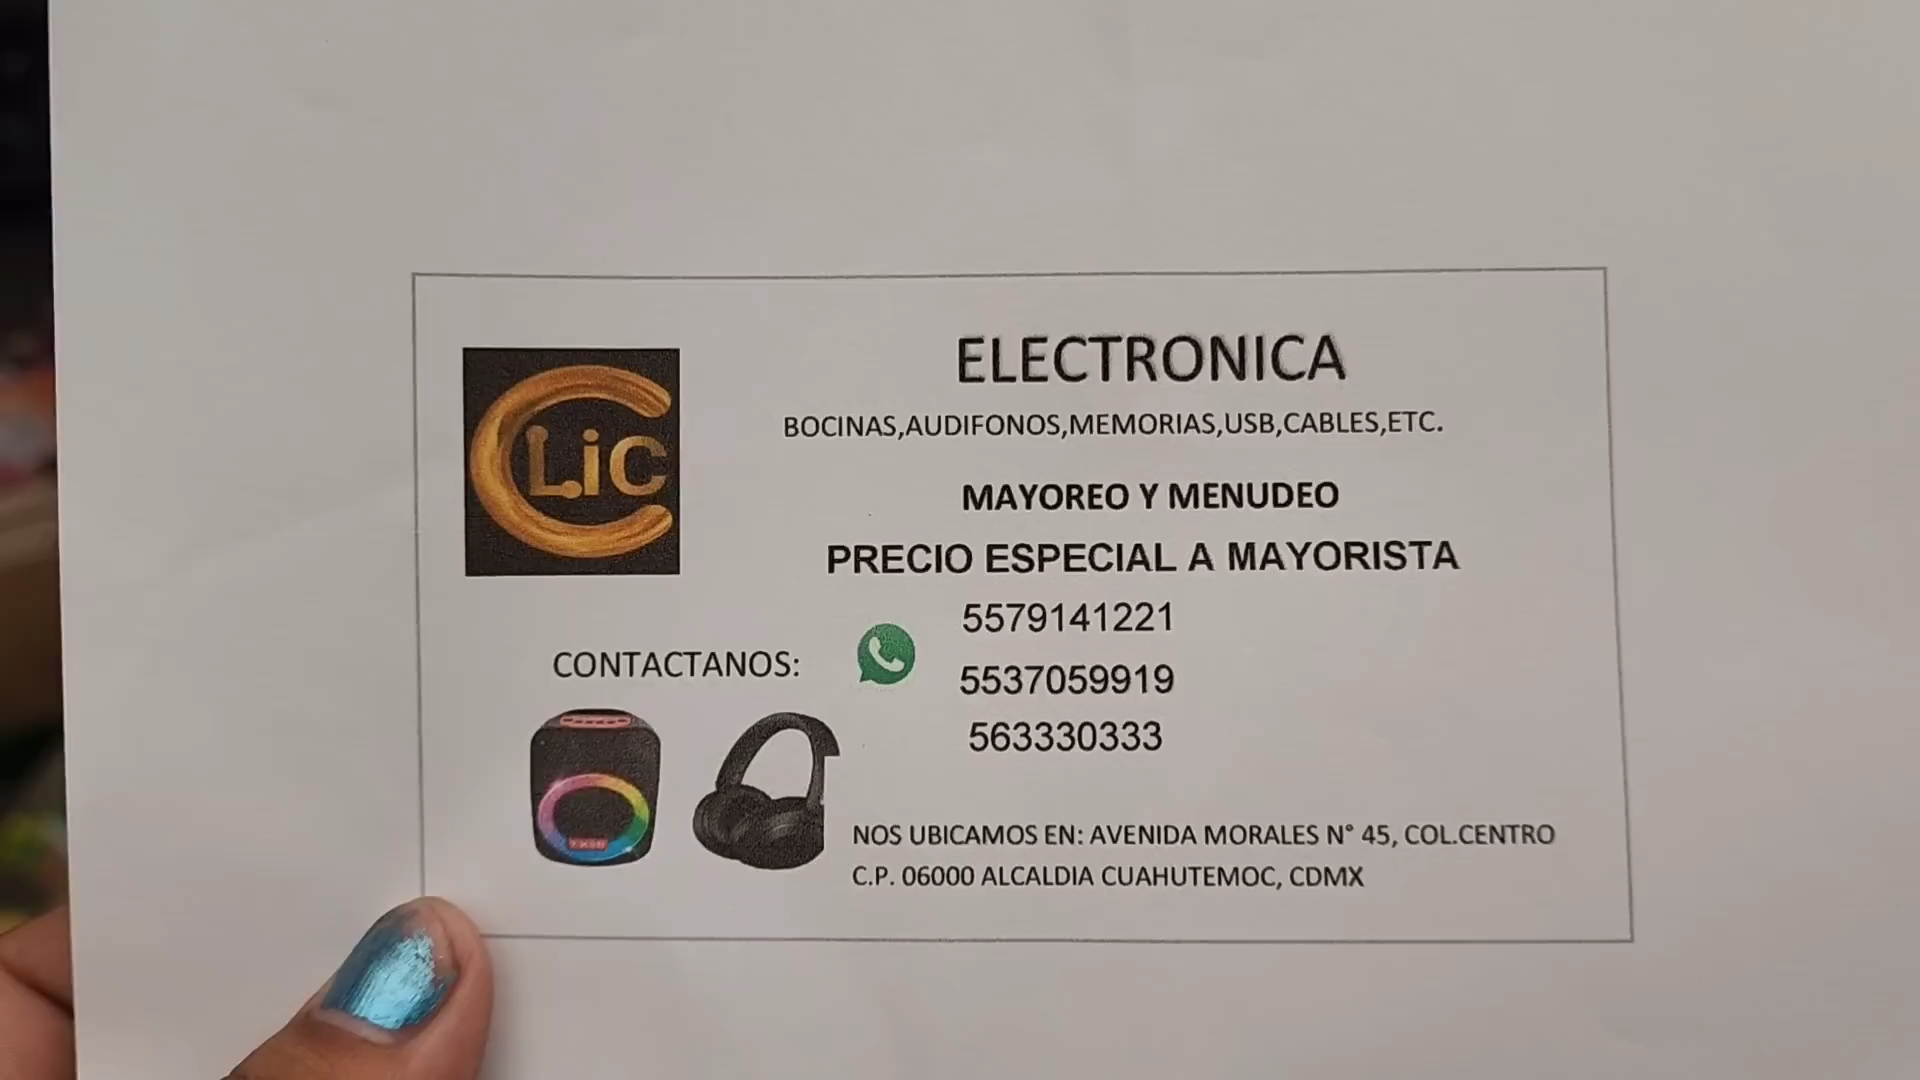 CLiC
ELECTRONICA
BOCINAS,AUDIFONOS,MEMORIAS,USB,CABLES,ETC.
MAYOREO Y MENUDEO
PRECIO ESPECIAL A MAYORISTA
CONTACTANOS:
5579141221
5537059919
563330333
NOS UBICAMOS EN: AVENIDA MORALES N° 45, COL.CENTRO
C.P. 06000 ALCALDIA CUAHUTEMOC, CDMX